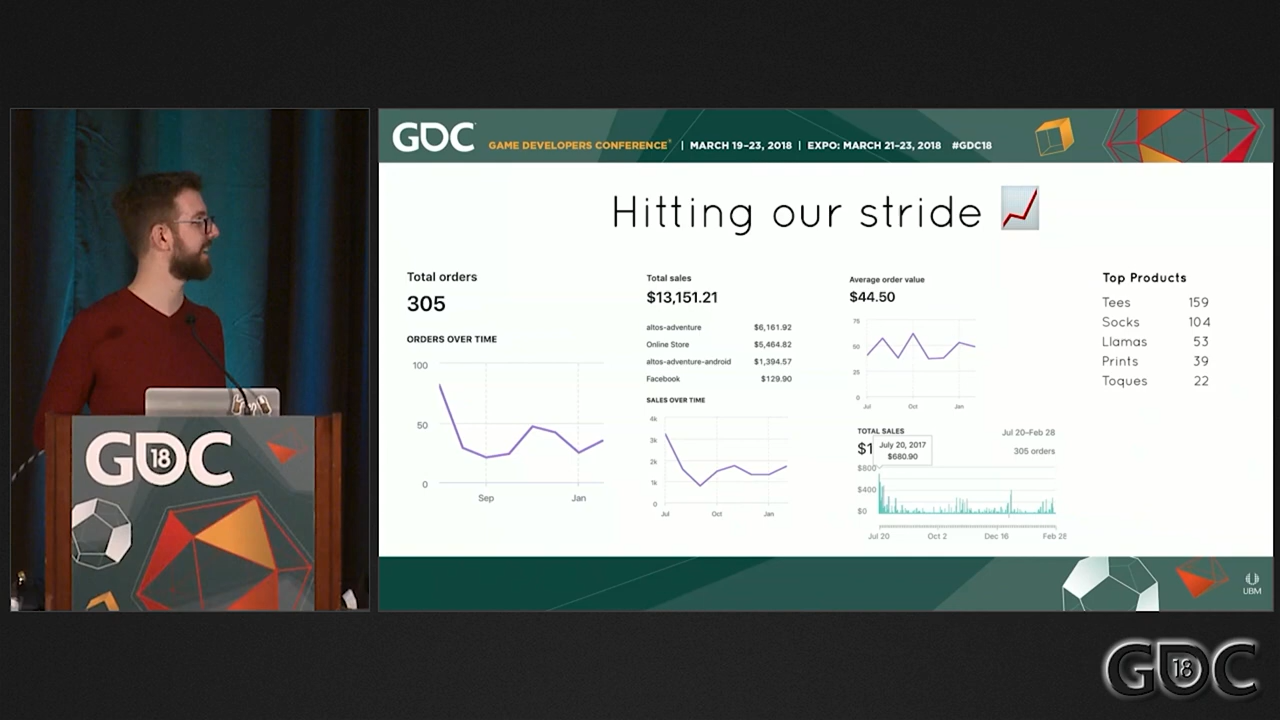 GDC GAME DEVELOPERS CONFERENCE® | MARCH 19–23, 2018 | EXPO: MARCH 21–23, 2018 #GDC18
Hitting our stride
Total orders
305
ORDERS OVER TIME
100
50
0
Sep Jan
Total sales
$13,151.21
altos-adventure $6,161.92
Online Store $5,464.82
altos-adventure-android $1,394.57
Facebook $129.90
SALES OVER TIME
4k
3k
2k
1k
0
Jul Oct Jan
Average order value
$44.50
75
50
25
0
Jul Oct Jan
TOTAL SALES Jul 20–Feb 28
$1 305 orders
July 20, 2017
$680.90
$800
$400
$0
Jul 20 Oct 2 Dec 16 Feb 28
Top Products
Tees 159
Socks 104
Llamas 53
Prints 39
Toques 22
UBM
GDC 18
GDC 18